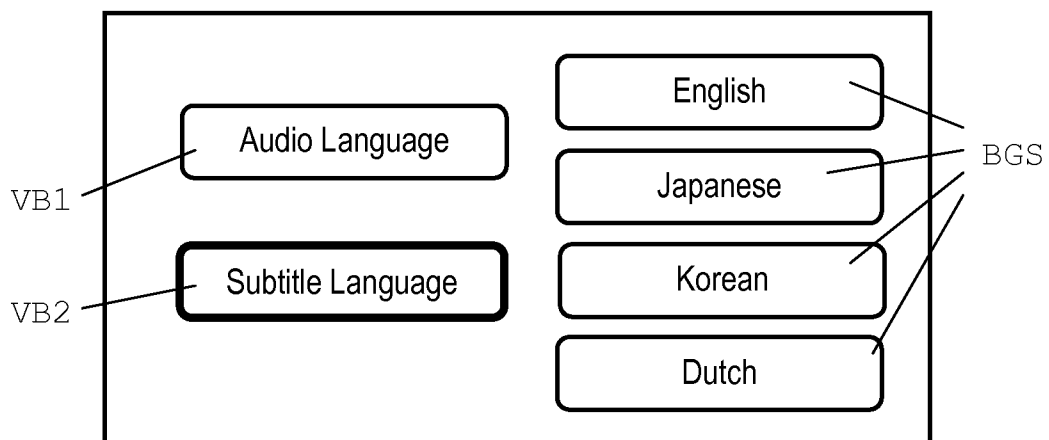 English
Audio Language
BGS
Japanese
VB1
Korean
Subtitle Language
VB2
Dutch